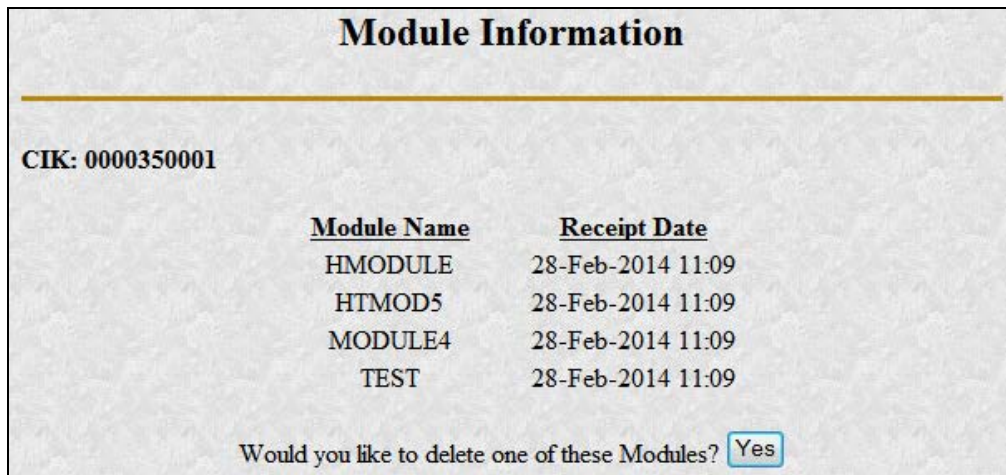 Module Information
CIK: 0000350001
Module Name Receipt Date
HMODULE 28-Feb-2014 11:09
HTMOD5 28-Feb-2014 11:09
MODULE4 28-Feb-2014 11:09
TEST 28-Feb-2014 11:09
Would you like to delete one of these Modules? Yes